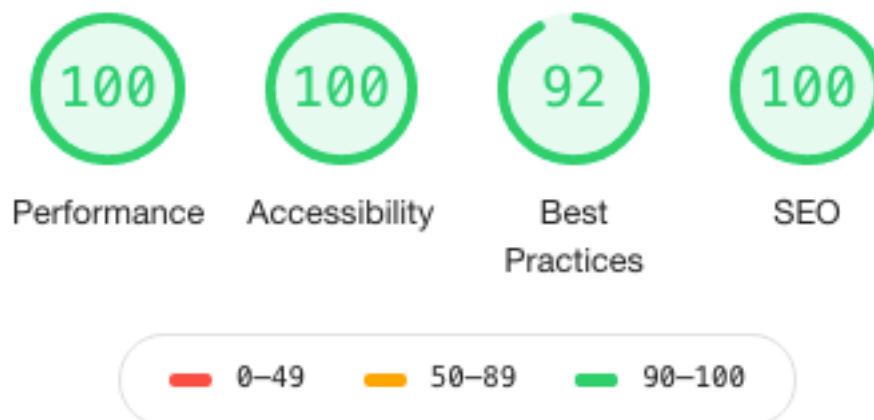 100 100 92 100
Performance Accessibility Best SEO
Practices
0–49 50–89 90–100